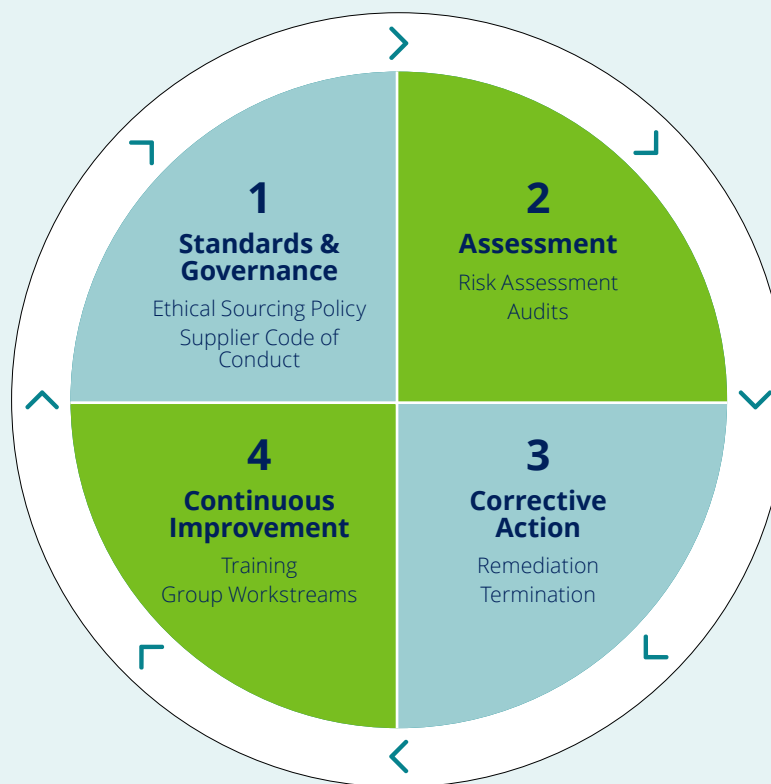 1
Standards &
Governance
Ethical Sourcing Policy
Supplier Code of
Conduct
2
Assessment
Risk Assessment
Audits
3
Corrective
Action
Remediation
Termination
4
Continuous
Improvement
Training
Group Workstreams